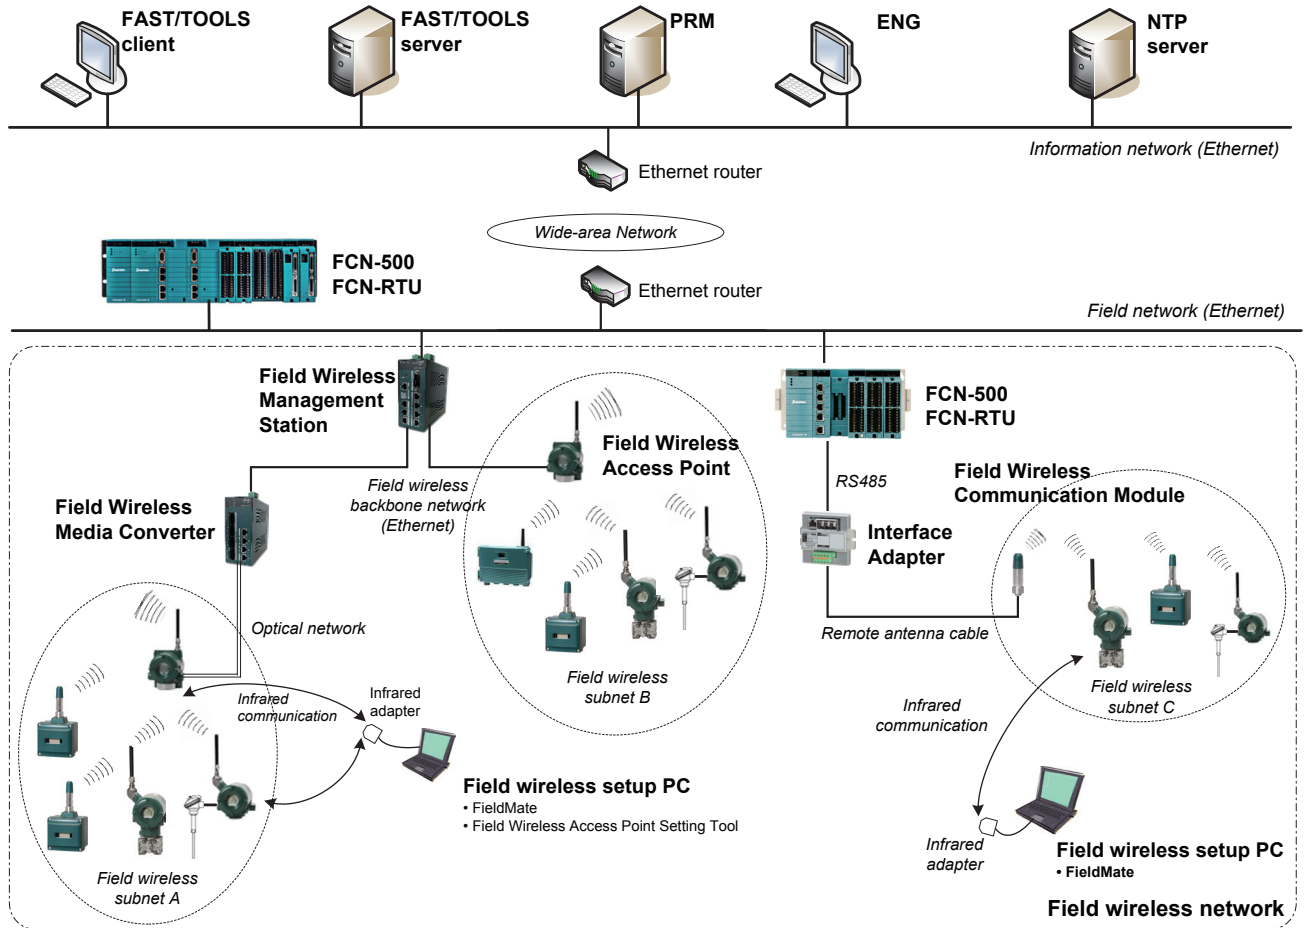 FAST/TOOLS
client
FAST/TOOLS
server
PRM
ENG
NTP
server
Information network (Ethernet)
Ethernet router
Wide-area Network
FCN-500
FCN-RTU
Ethernet router
Field network (Ethernet)
Field Wireless
Management
Station
Field Wireless
Access Point
FCN-500
FCN-RTU
Field Wireless
Media Converter
Field wireless
backbone network
(Ethernet)
RS485
Interface
Adapter
Field Wireless
Communication Module
Optical network
Remote antenna cable
Field wireless
subnet B
Field wireless
subnet C
Infrared
communication
Infrared
adapter
Infrared
communication
Field wireless setup PC
• FieldMate
• Field Wireless Access Point Setting Tool
Field wireless
subnet A
Infrared
adapter
Field wireless setup PC
• FieldMate
Field wireless network